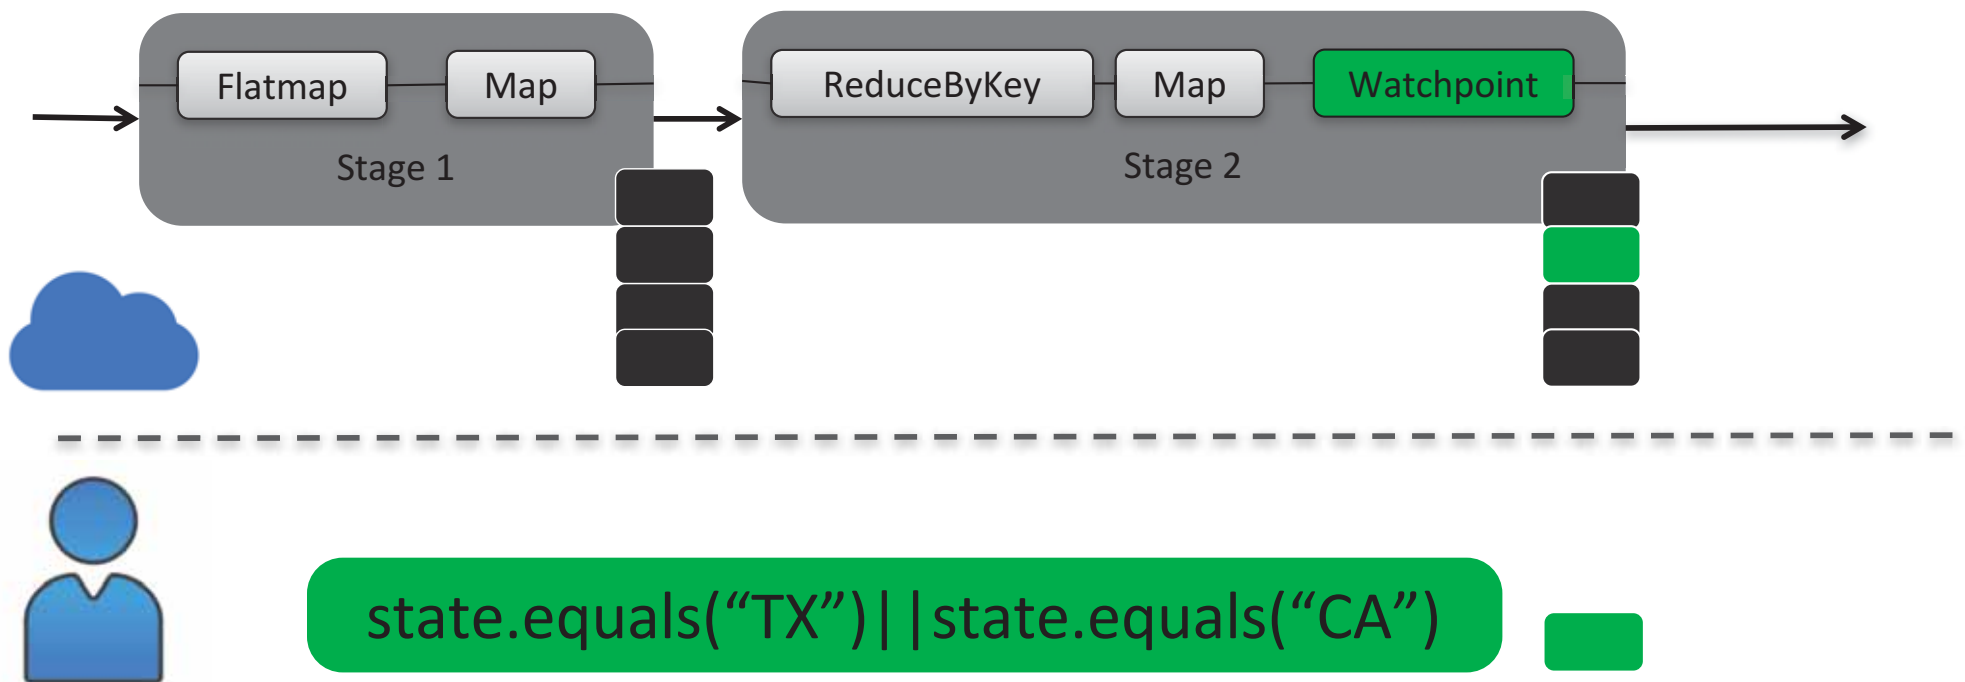 Flatmap
Map
Stage 1
ReduceByKey
Map
Watchpoint
Stage 2
state.equals(“TX”)||state.equals(“CA”)